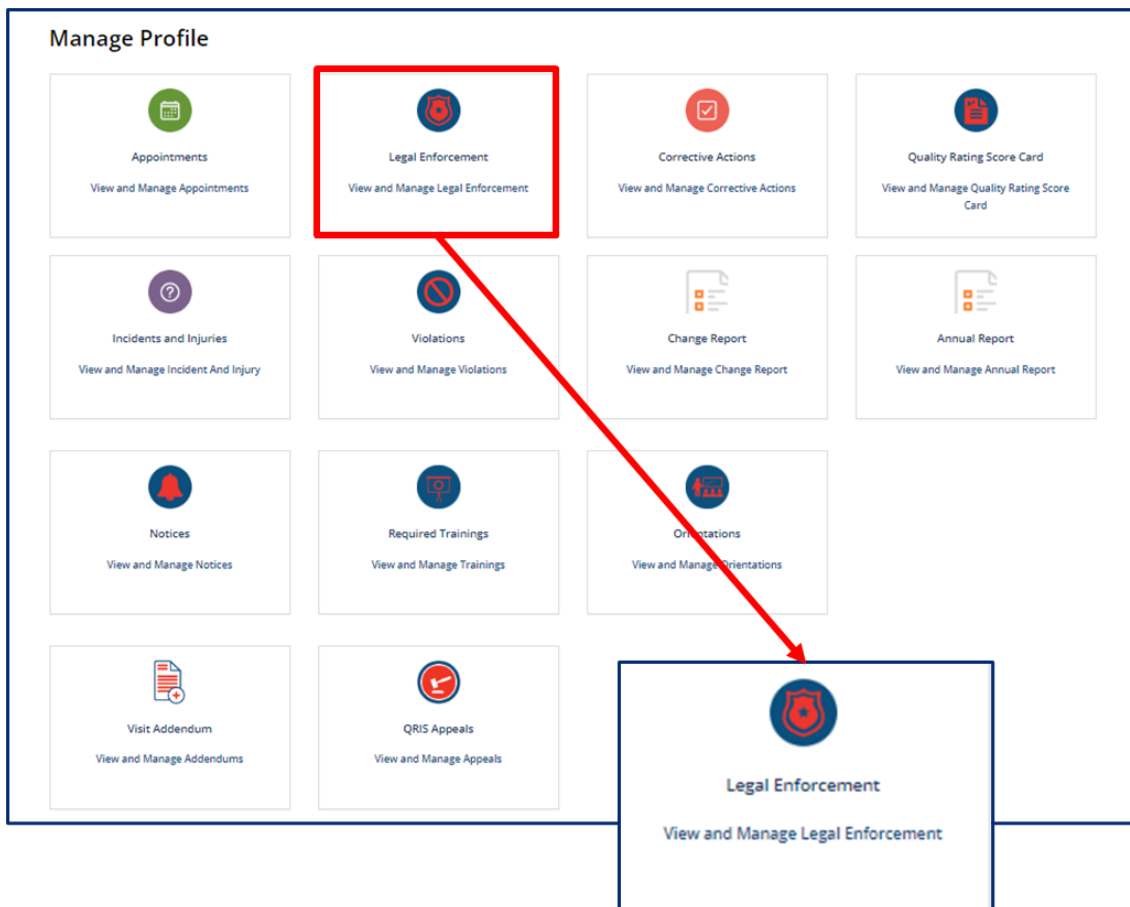 Manage Profile
Appointments
View and Manage Appointments
Legal Enforcement
View and Manage Legal Enforcement
Corrective Actions
View and Manage Corrective Actions
Quality Rating Score Card
View and Manage Quality Rating Score
Card
Incidents and Injuries
View and Manage Incident And Injury
Violations
View and Manage Violations
Change Report
View and Manage Change Report
Annual Report
View and Manage Annual Report
Notices
View and Manage Notices
Required Trainings
View and Manage Trainings
Orientations
View and Manage Orientations
Visit Addendum
View and Manage Addendums
QRIS Appeals
View and Manage Appeals
Legal Enforcement
View and Manage Legal Enforcement